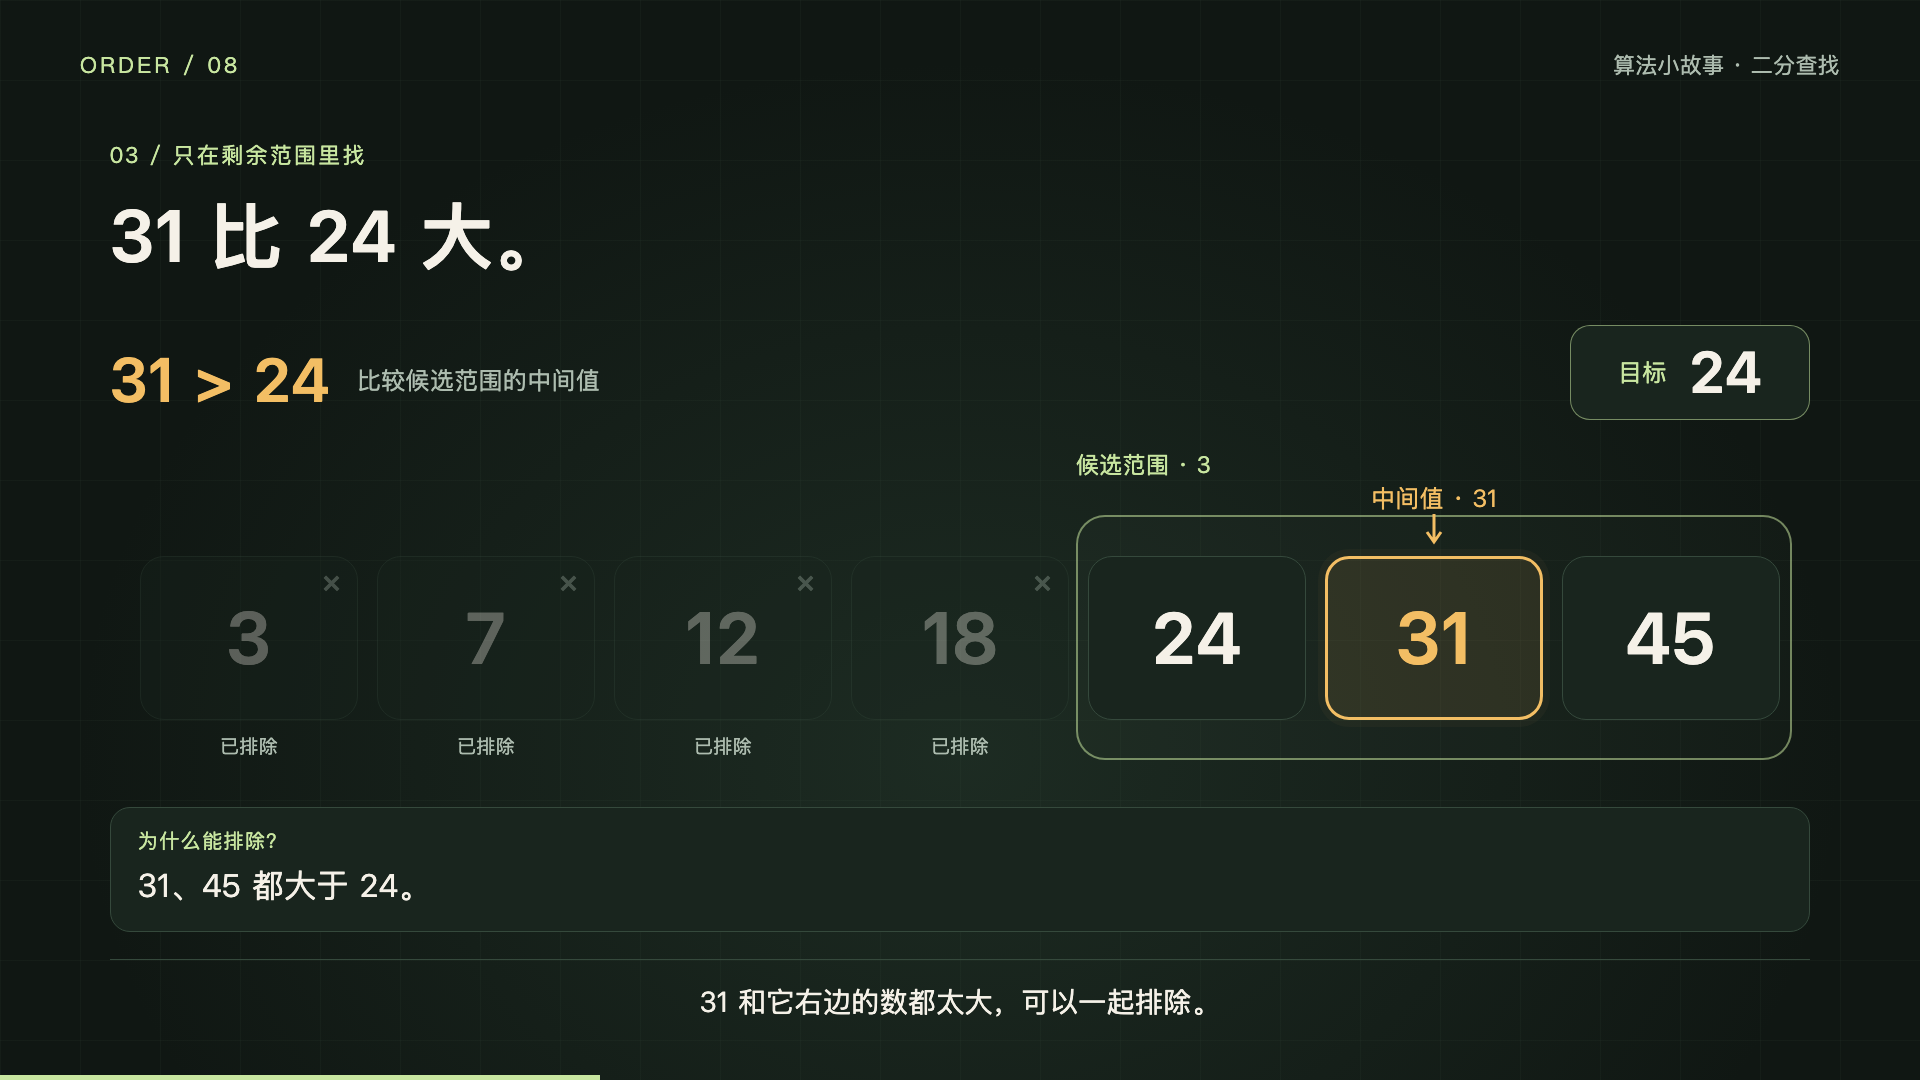 ORDER / 08
算法小故事 · 二分查找
03 / 只在剩余范围里找
31 比 24 大。
31 > 24 比较候选范围的中间值
目标 24
候选范围 · 3
中间值 · 31
3 7 12 18 24 31 45
已排除 已排除 已排除 已排除
为什么能排除?
31、45 都大于 24。
31 和它右边的数都太大，可以一起排除。